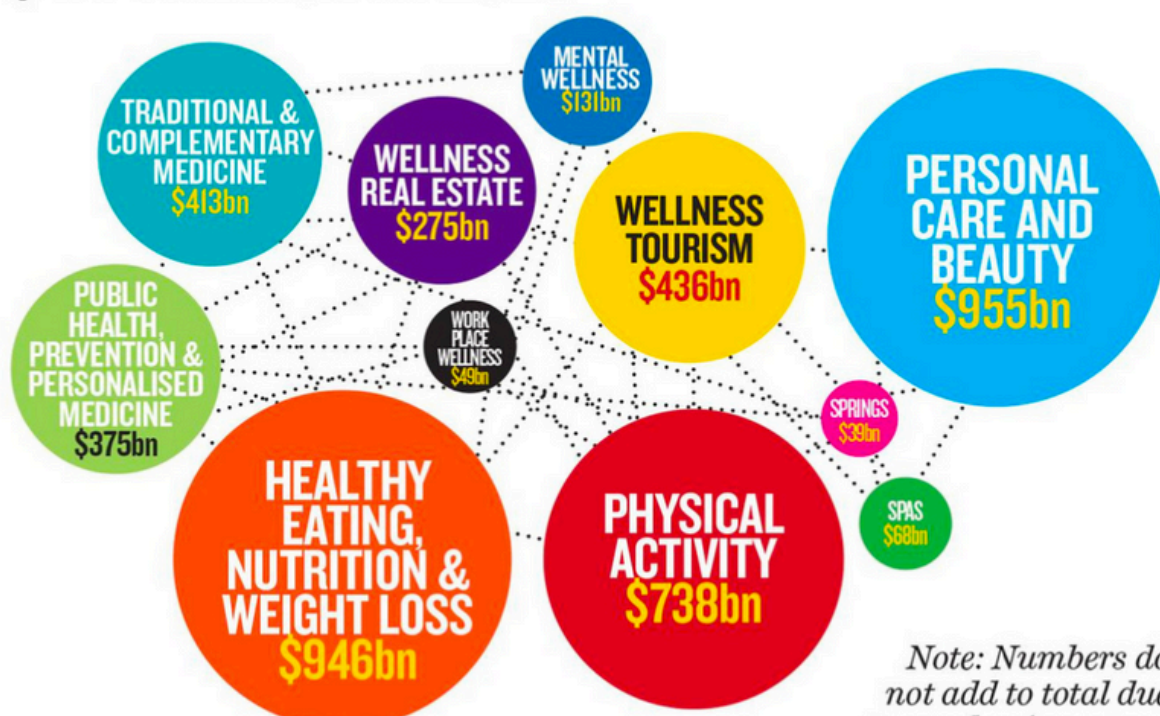 MENTAL
WELLNESS
$131bn
TRADITIONAL &
COMPLEMENTARY
MEDICINE
$413bn
WELLNESS
REAL ESTATE
$275bn
WELLNESS
TOURISM
$436bn
PERSONAL
CARE AND
BEAUTY
$955bn
PUBLIC
HEALTH,
PREVENTION &
PERSONALISED
MEDICINE
$375bn
WORK
PLACE
WELLNESS
$49bn
SPRINGS
$39bn
HEALTHY
EATING,
NUTRITION &
WEIGHT LOSS
$946bn
PHYSICAL
ACTIVITY
$738bn
SPAS
$68bn
Note: Numbers do
not add to total due